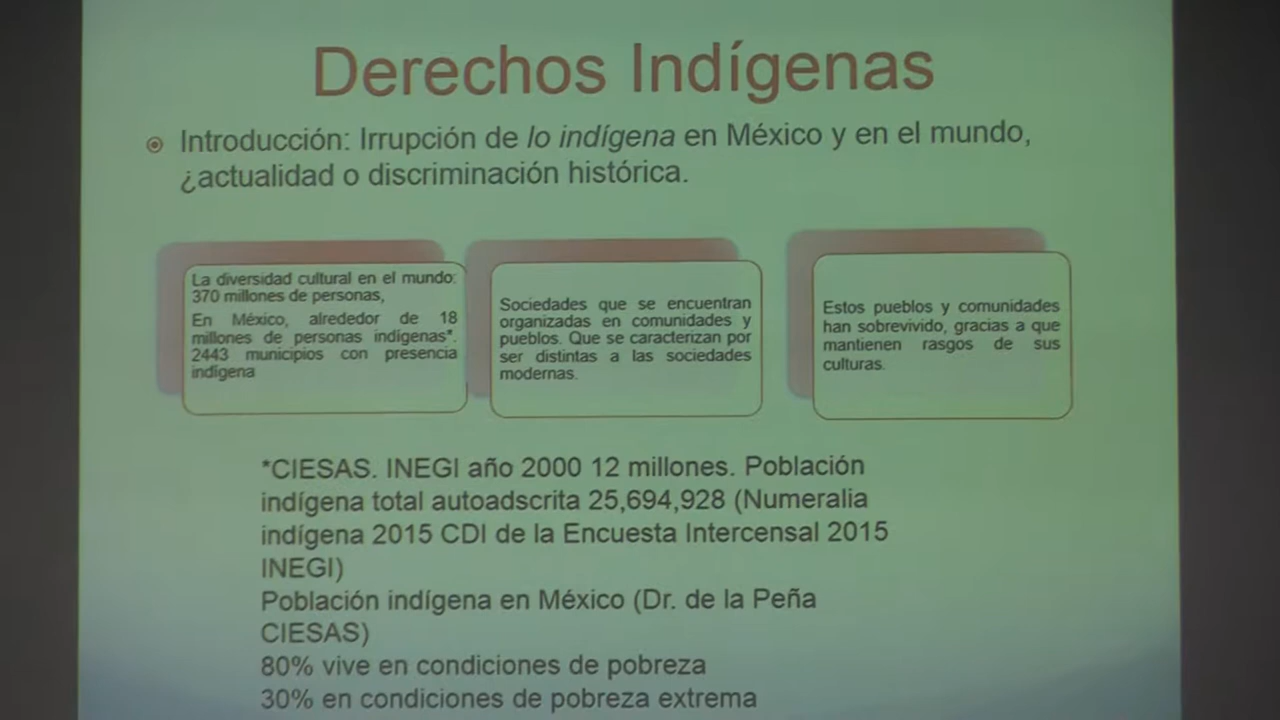 Derechos Indígenas
Introducción: Irrupción de lo indígena en México y en el mundo,
¿actualidad o discriminación histórica.
La diversidad cultural en el mundo:
370 millones de personas,
En México, alrededor de 18
millones de personas indígenas*.
2443 municipios con presencia
indígena
Sociedades que se encuentran
organizadas en comunidades y
pueblos. Que se caracterizan por
ser distintas a las sociedades
modernas.
Estos pueblos y comunidades
han sobrevivido, gracias a que
mantienen rasgos de sus
culturas.
*CIESAS. INEGI año 2000 12 millones. Población
indígena total autoadscrita 25,694,928 (Numeralia
indígena 2015 CDI de la Encuesta Intercensal 2015
INEGI)
Población indígena en México (Dr. de la Peña
CIESAS)
80% vive en condiciones de pobreza
30% en condiciones de pobreza extrema